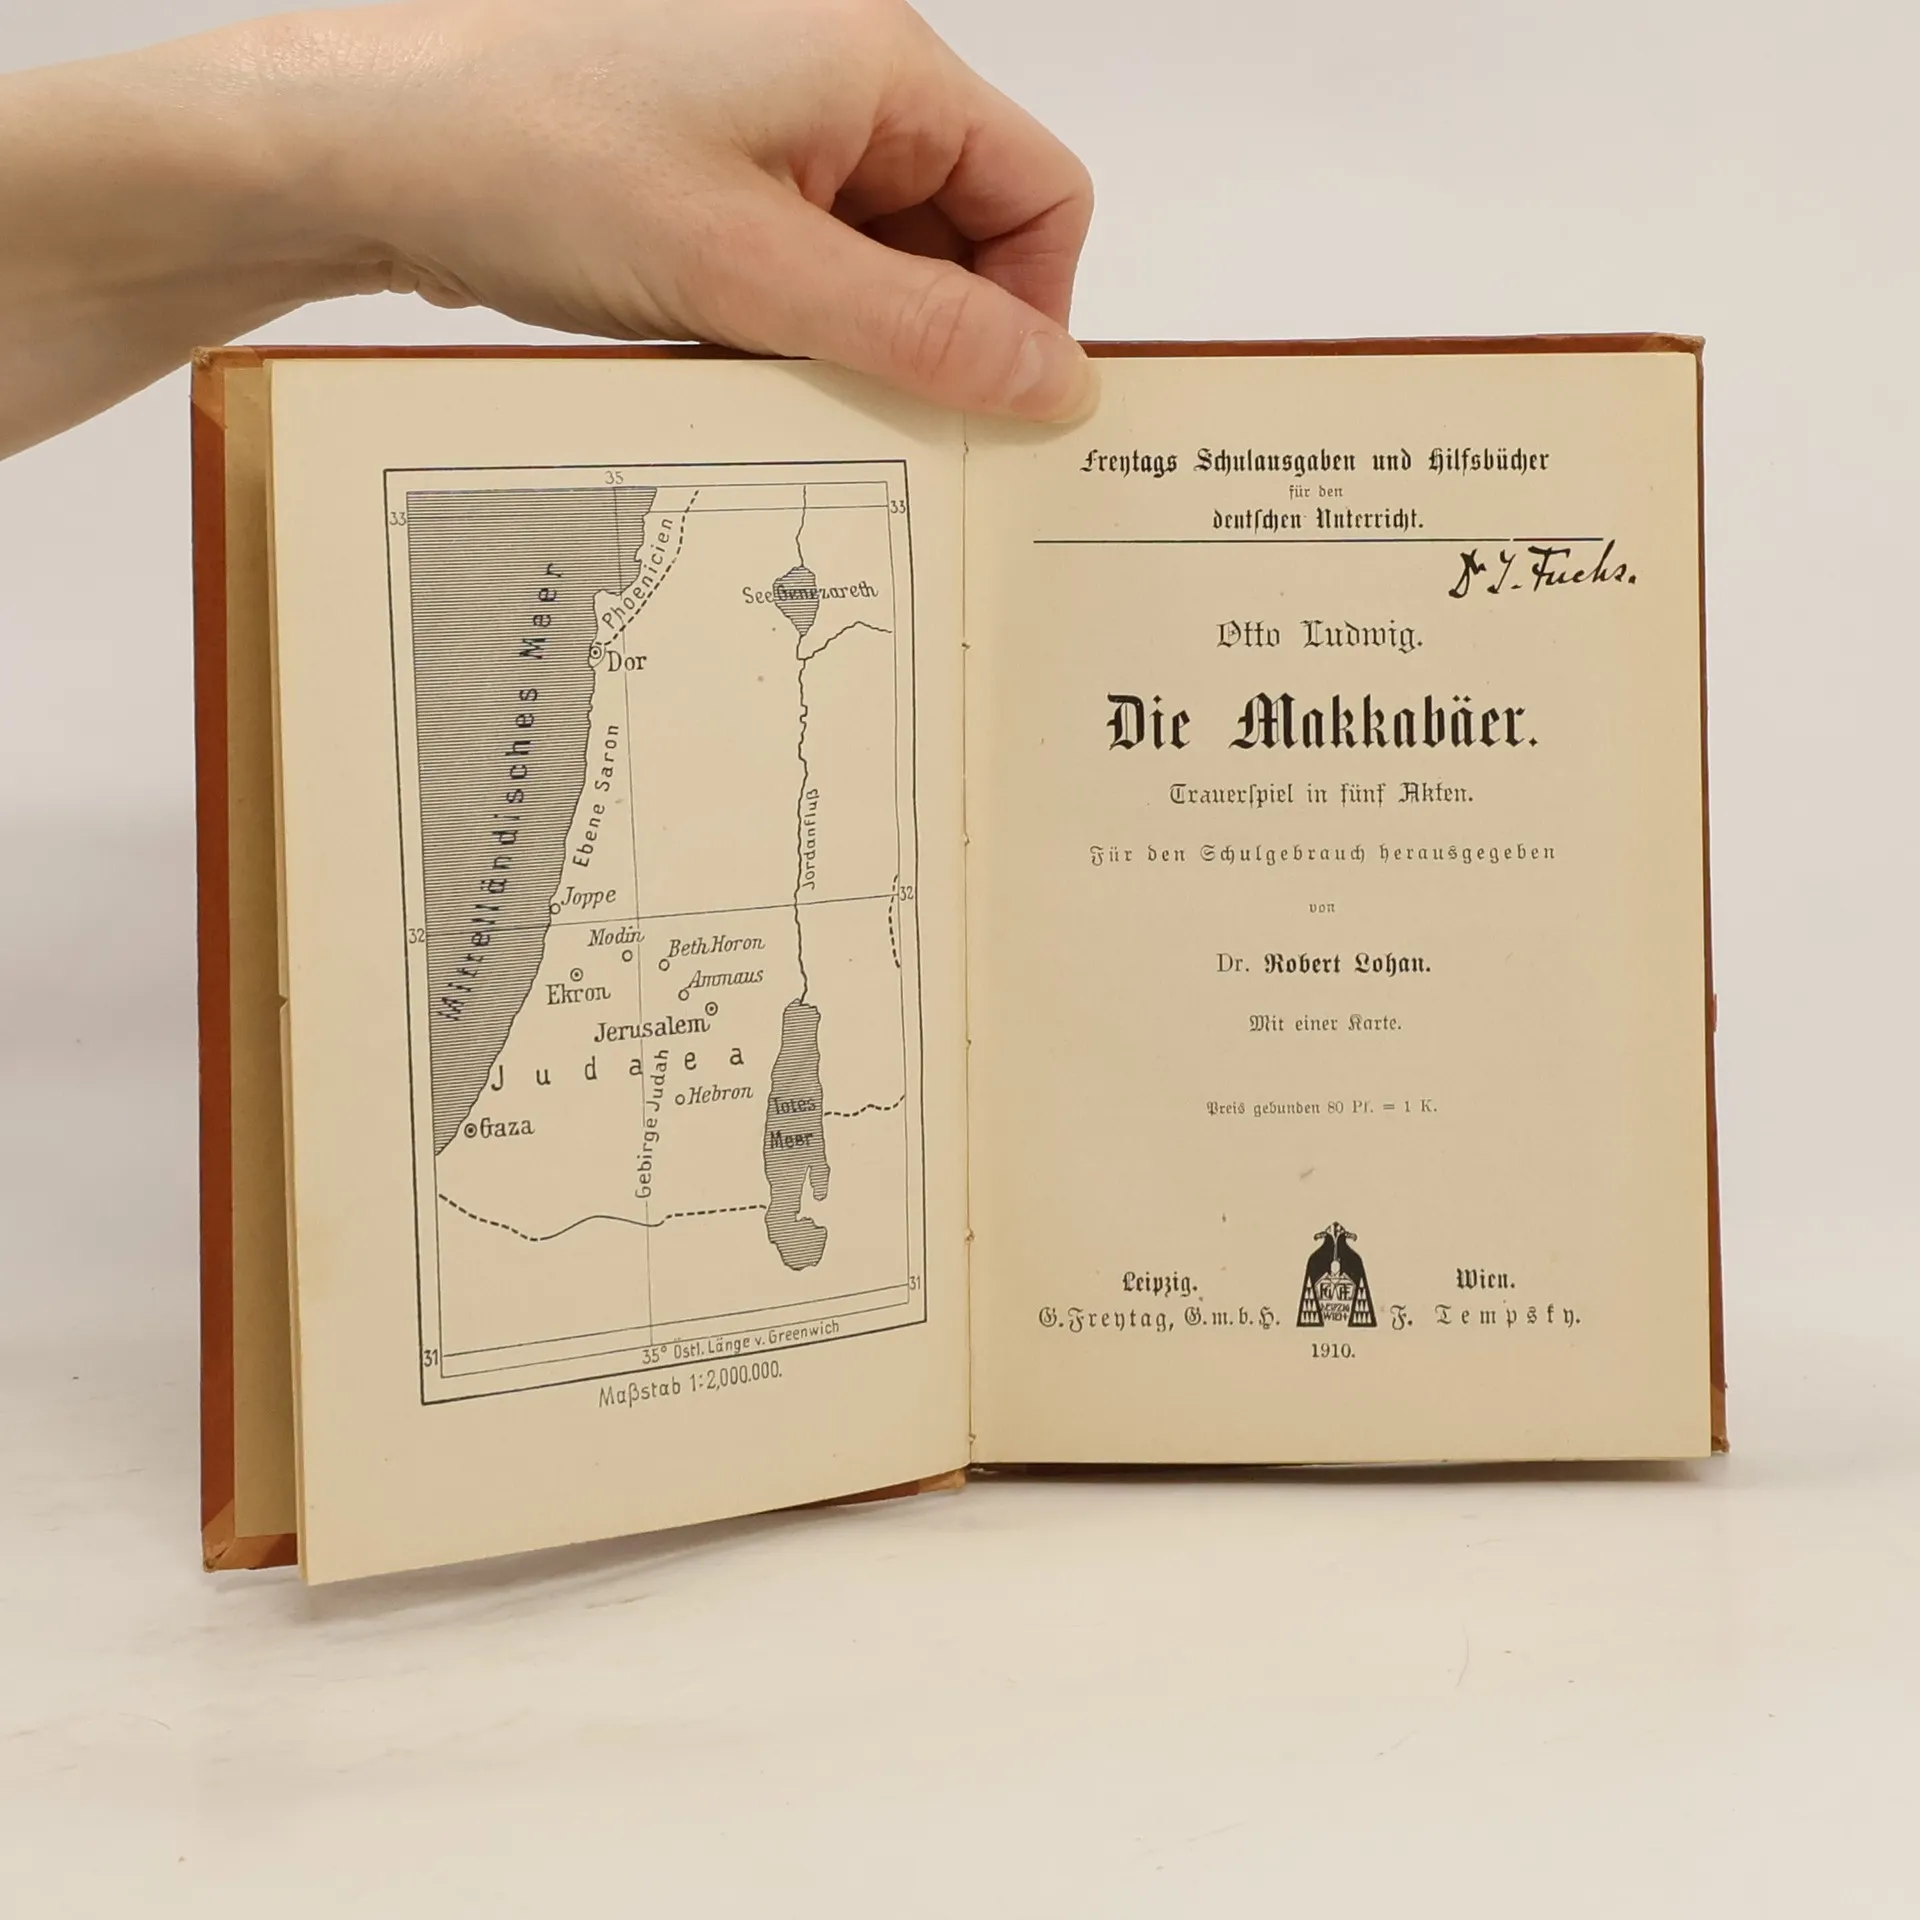 35
33
33
Phoenicien
See Genezareth
Mittelländisches Meer
Dor
Ebene Saron
Jordanfluß
Joppe
32
32
Modin
Beth Horon
Ekron
Ammaus
Jerusalem
Judaea
Gebirge Judah
Hebron
Totes
Meer
Gaza
31
31
35° Östl. Länge v. Greenwich
Maßstab 1:2,000.000.
Freytags Schulausgaben und Hilfsbücher
für den
deutſchen Unterricht.
Dr J. Fuchs.
Otto Ludwig.
Die Makkabäer.
Trauerſpiel in fünf Akten.
Für den Schulgebrauch herausgegeben
von
Dr. Robert Lohan.
Mit einer Karte.
Preis gebunden 80 Pf. = 1 K.
Leipzig.
G. Freytag, G. m. b. H.
LEIPZIG
WIEN
Wien.
F. Tempsky.
1910.